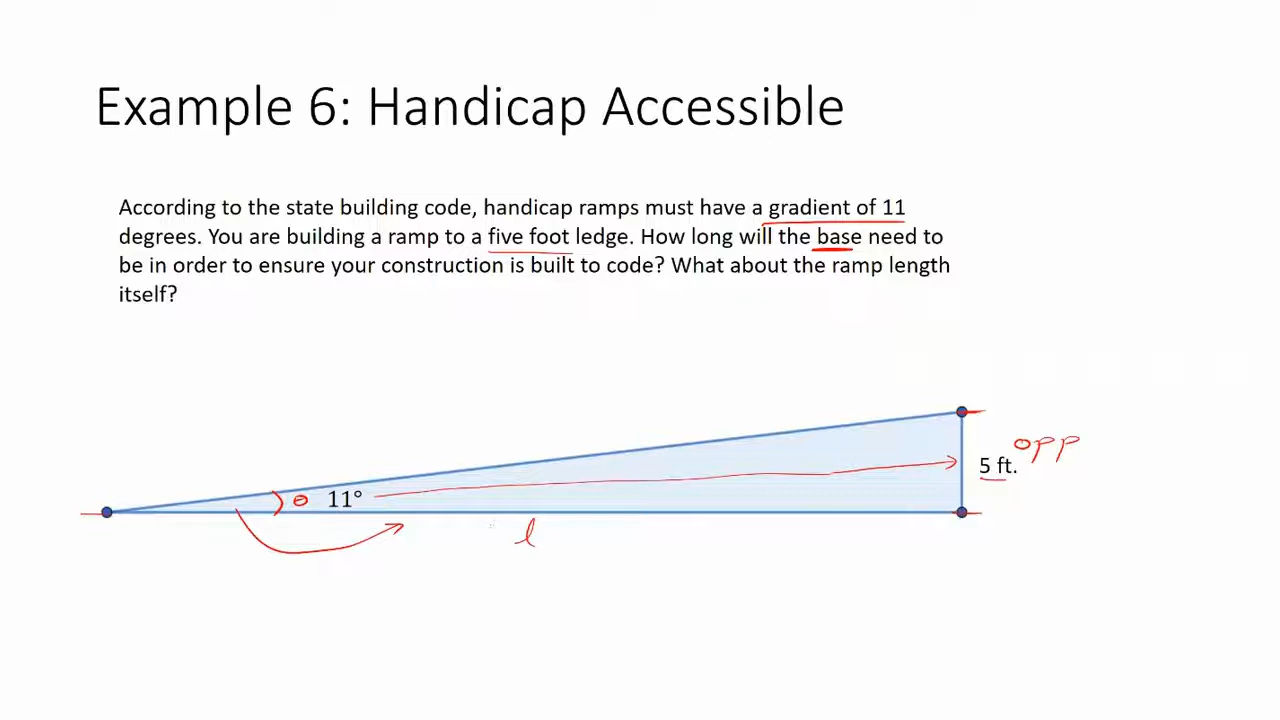 Example 6: Handicap Accessible
According to the state building code, handicap ramps must have a gradient of 11
degrees. You are building a ramp to a five foot ledge. How long will the base need to
be in order to ensure your construction is built to code? What about the ramp length
itself?
opp
5 ft.
θ 11°
l